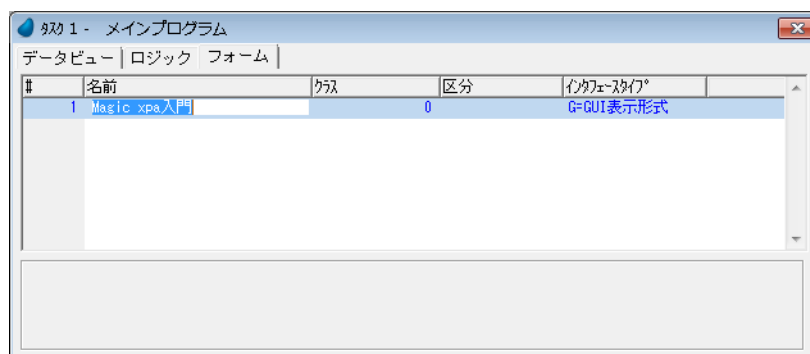 ﾀｽｸ 1 - メインプログラム
データビュー ロジック フォーム
# 名前 ｸﾗｽ 区分 ｲﾝﾀﾌｪｰｽﾀｲﾌﾟ
1 Magic xpa入門 0 G=GUI表示形式